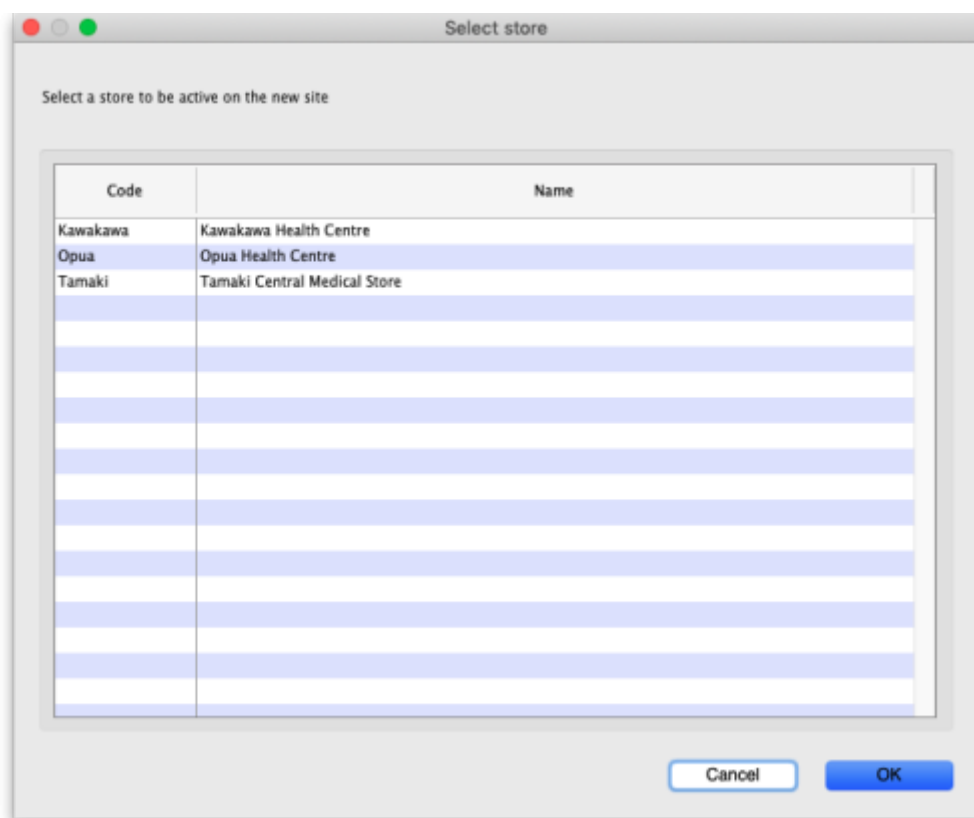 Select store
Select a store to be active on the new site
Code Name
Kawakawa Kawakawa Health Centre
Opua Opua Health Centre
Tamaki Tamaki Central Medical Store
Cancel OK